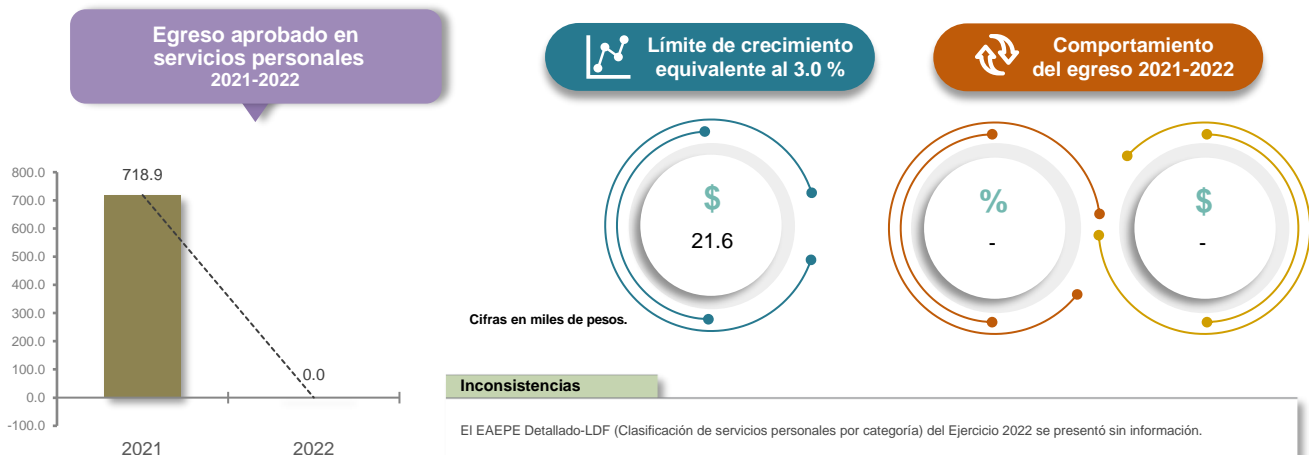 Egreso aprobado en
servicios personales
2021-2022
Límite de crecimiento
equivalente al 3.0 %
Comportamiento
del egreso 2021-2022
800.0
700.0
600.0
500.0
400.0
300.0
200.0
100.0
0.0
-100.0
718.9
0.0
2021
2022
$
21.6
%
-
$
-
Cifras en miles de pesos.
Inconsistencias
El EAEPE Detallado-LDF (Clasificación de servicios personales por categoría) del Ejercicio 2022 se presentó sin información.